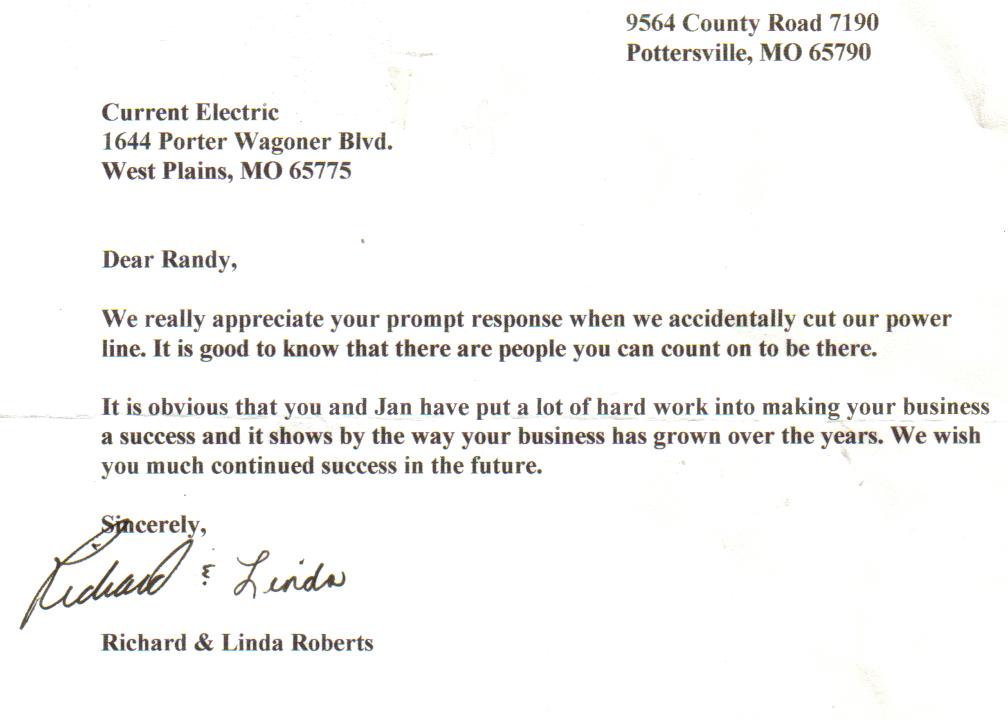 9564 County Road 7190
Pottersville, MO 65790
Current Electric
1644 Porter Wagoner Blvd.
West Plains, MO 65775
Dear Randy,
We really appreciate your prompt response when we accidentally cut our power
line. It is good to know that there are people you can count on to be there.
It is obvious that you and Jan have put a lot of hard work into making your business
a success and it shows by the way your business has grown over the years. We wish
you much continued success in the future.
Sincerely,
Richard & Linda
Richard & Linda Roberts